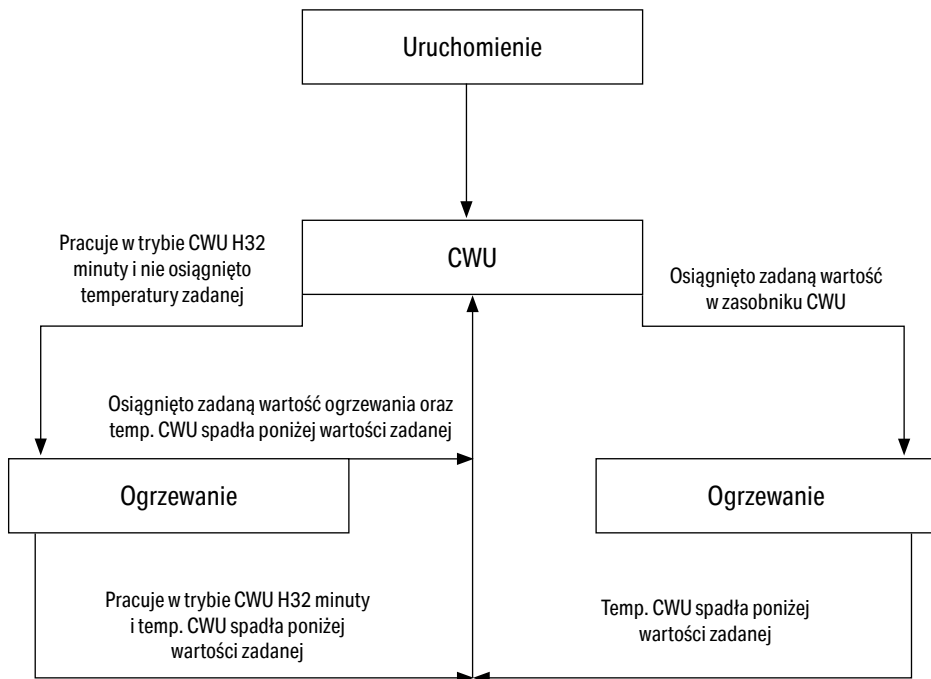 Uruchomienie
Pracuje w trybie CWU H32
minuty i nie osiągnięto
temperatury zadanej
CWU
Osiągnięto zadaną wartość
w zasobniku CWU
Osiągnięto zadaną wartość ogrzewania oraz
temp. CWU spadła poniżej wartości zadanej
Ogrzewanie
Ogrzewanie
Pracuje w trybie CWU H32 minuty
i temp. CWU spadła poniżej
wartości zadanej
Temp. CWU spadła poniżej
wartości zadanej